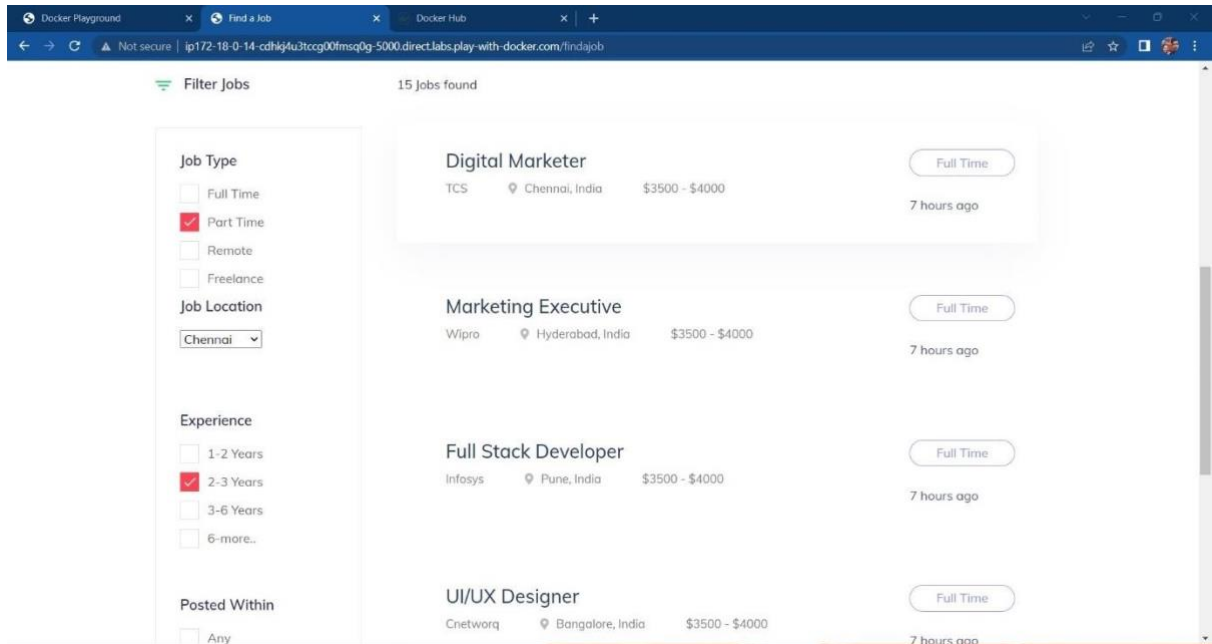 Docker Playground
Find a Job
Docker Hub
Not secure ip172-18-0-14-cdhkj4u3tccg00fmsq0g-5000.direct.labs.play-with-docker.com/findajob
Filter Jobs
15 Jobs found
Job Type
Full Time
Part Time
Remote
Freelance
Job Location
Chennai
Experience
1-2 Years
2-3 Years
3-6 Years
6-more..
Posted Within
Any
Digital Marketer
Full Time
TCS Chennai, India $3500 - $4000
7 hours ago
Marketing Executive
Full Time
Wipro Hyderabad, India $3500 - $4000
7 hours ago
Full Stack Developer
Full Time
Infosys Pune, India $3500 - $4000
7 hours ago
UI/UX Designer
Full Time
Cnetworq Bangalore, India $3500 - $4000
7 hours ago